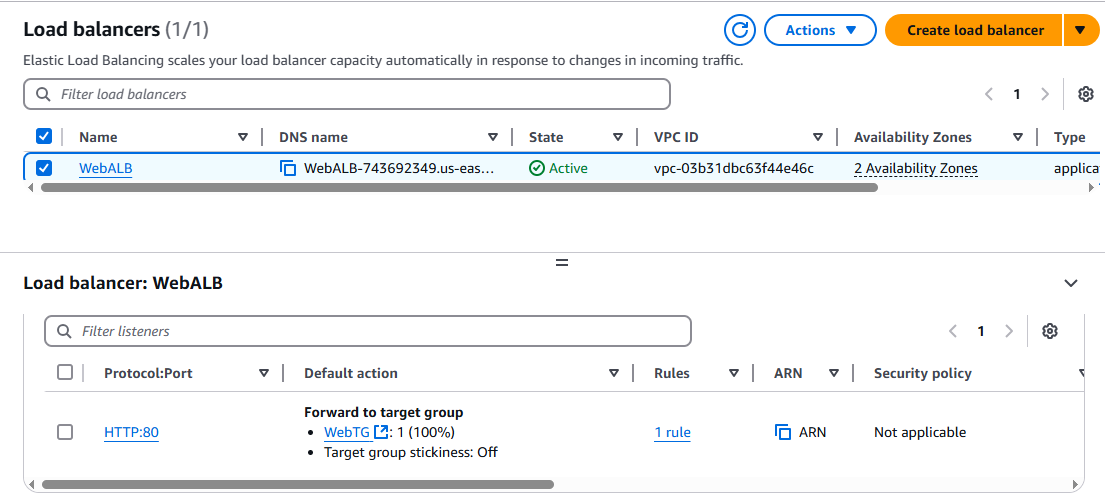 Load balancers (1/1)
Actions
Create load balancer
Elastic Load Balancing scales your load balancer capacity automatically in response to changes in incoming traffic.
Filter load balancers
1
Name DNS name State VPC ID Availability Zones Type
WebALB WebALB-743692349.us-eas... Active vpc-03b31dbc63f44e46c 2 Availability Zones applica
Load balancer: WebALB
Filter listeners
1
Protocol:Port Default action Rules ARN Security policy
Forward to target group
HTTP:80 • WebTG : 1 (100%) 1 rule ARN Not applicable
• Target group stickiness: Off